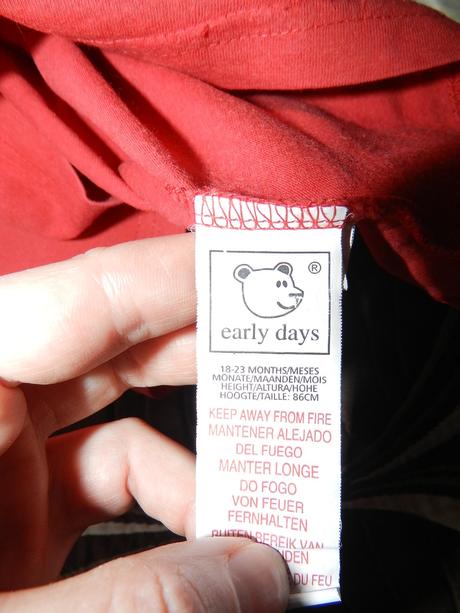 ®
early days
18-23 MONTHS/MESES
MONATE/MAANDEN/MOIS
HEIGHT/ALTURA/HÖHE
HOOGTE/TAILLE: 86CM
KEEP AWAY FROM FIRE
MANTENER ALEJADO
DEL FUEGO
MANTER LONGE
DO FOGO
VON FEUER
FERNHALTEN
BUITEN BEREIK VAN
DU FEU